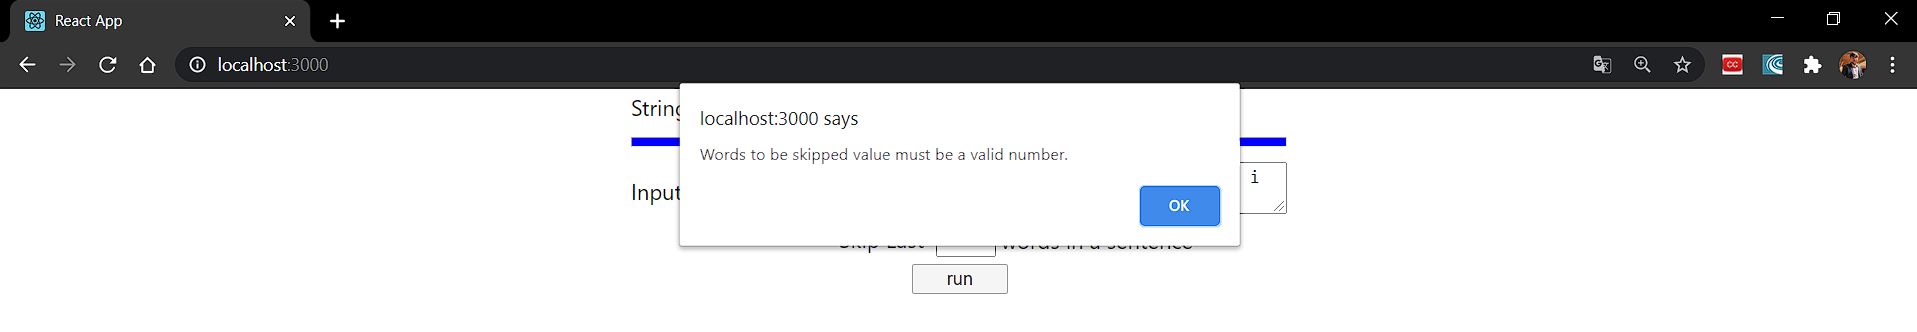 React App
localhost:3000
String
localhost:3000 says
Words to be skipped value must be a valid number.
Input
i
OK
Skip Last words in a sentence
run